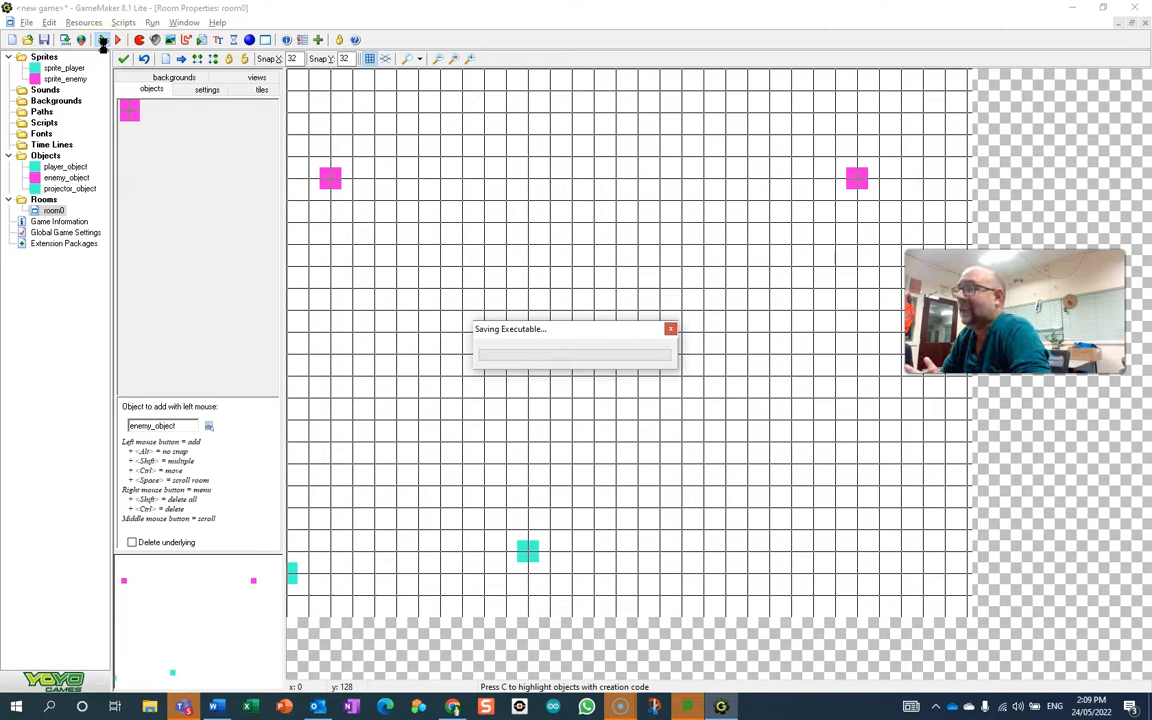 <new game>* - GameMaker 8.1 Lite - [Room Properties: room0]
File Edit Resources Scripts Run Window Help
Snap X: 32 Snap Y: 32
Sprites
sprite_player
sprite_enemy
Sounds
Backgrounds
Paths
Scripts
Fonts
Time Lines
Objects
player_object
enemy_object
projector_object
Rooms
room0
Game Information
Global Game Settings
Extension Packages
YOYO
GAMES
backgrounds views
objects settings tiles
Object to add with left mouse:
enemy_object
Left mouse button = add
+ <Alt> = no snap
+ <Shift> = multiple
+ <Ctrl> = move
+ <Space> = scroll room
Right mouse button = menu
+ <Shift> = delete all
+ <Ctrl> = delete
Middle mouse button = scroll
Delete underlying
Saving Executable...
x: 0 y: 128 Press C to highlight objects with creation code
ENG
2:09 PM
24/05/2022